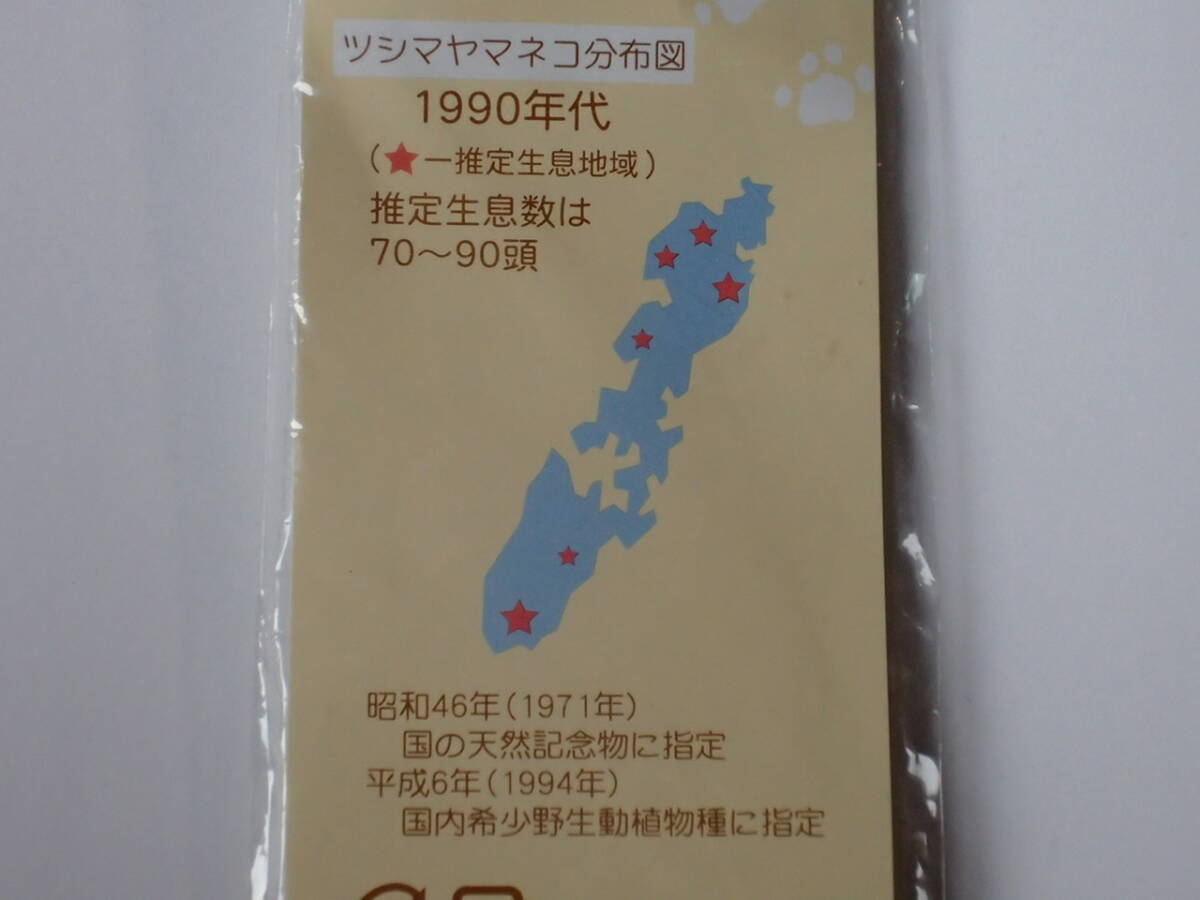 ツシマヤマネコ分布図
1990年代
(★ー推定生息地域)
推定生息数は
70〜90頭
昭和46年(1971年)
国の天然記念物に指定
平成6年(1994年)
国内希少野生動植物種に指定